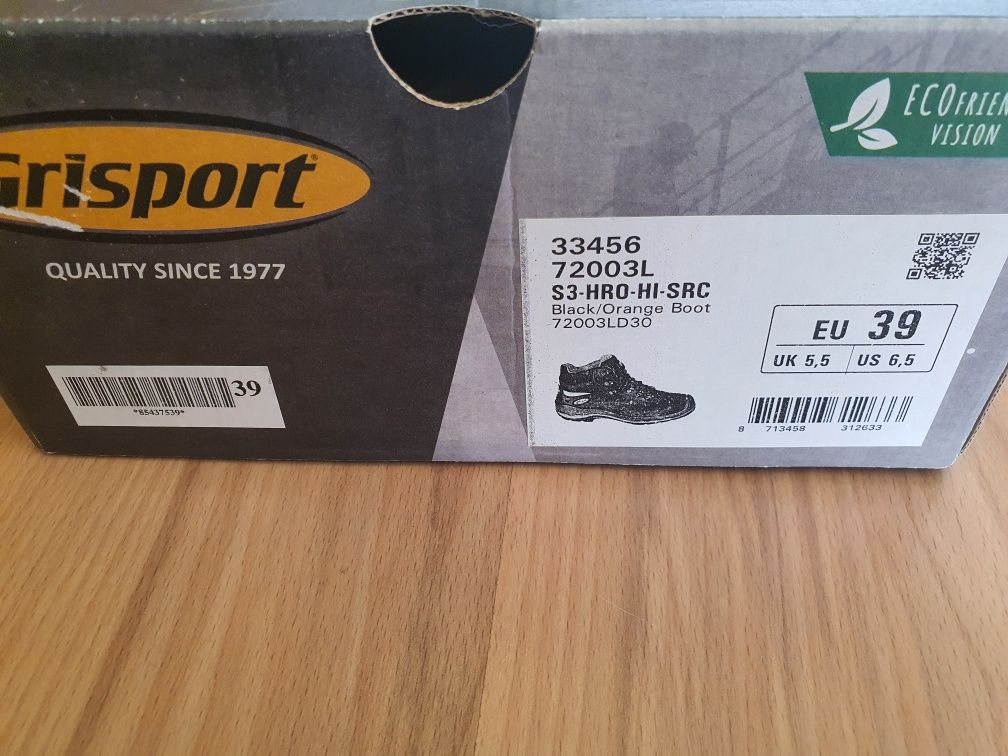 Grisport®
QUALITY SINCE 1977
39
*85437539*
ECOFRIEN
VISION
33456
72003L
S3-HRO-HI-SRC
Black/Orange Boot
72003LD30
EU 39
UK 5,5 US 6,5
8 713458 312633